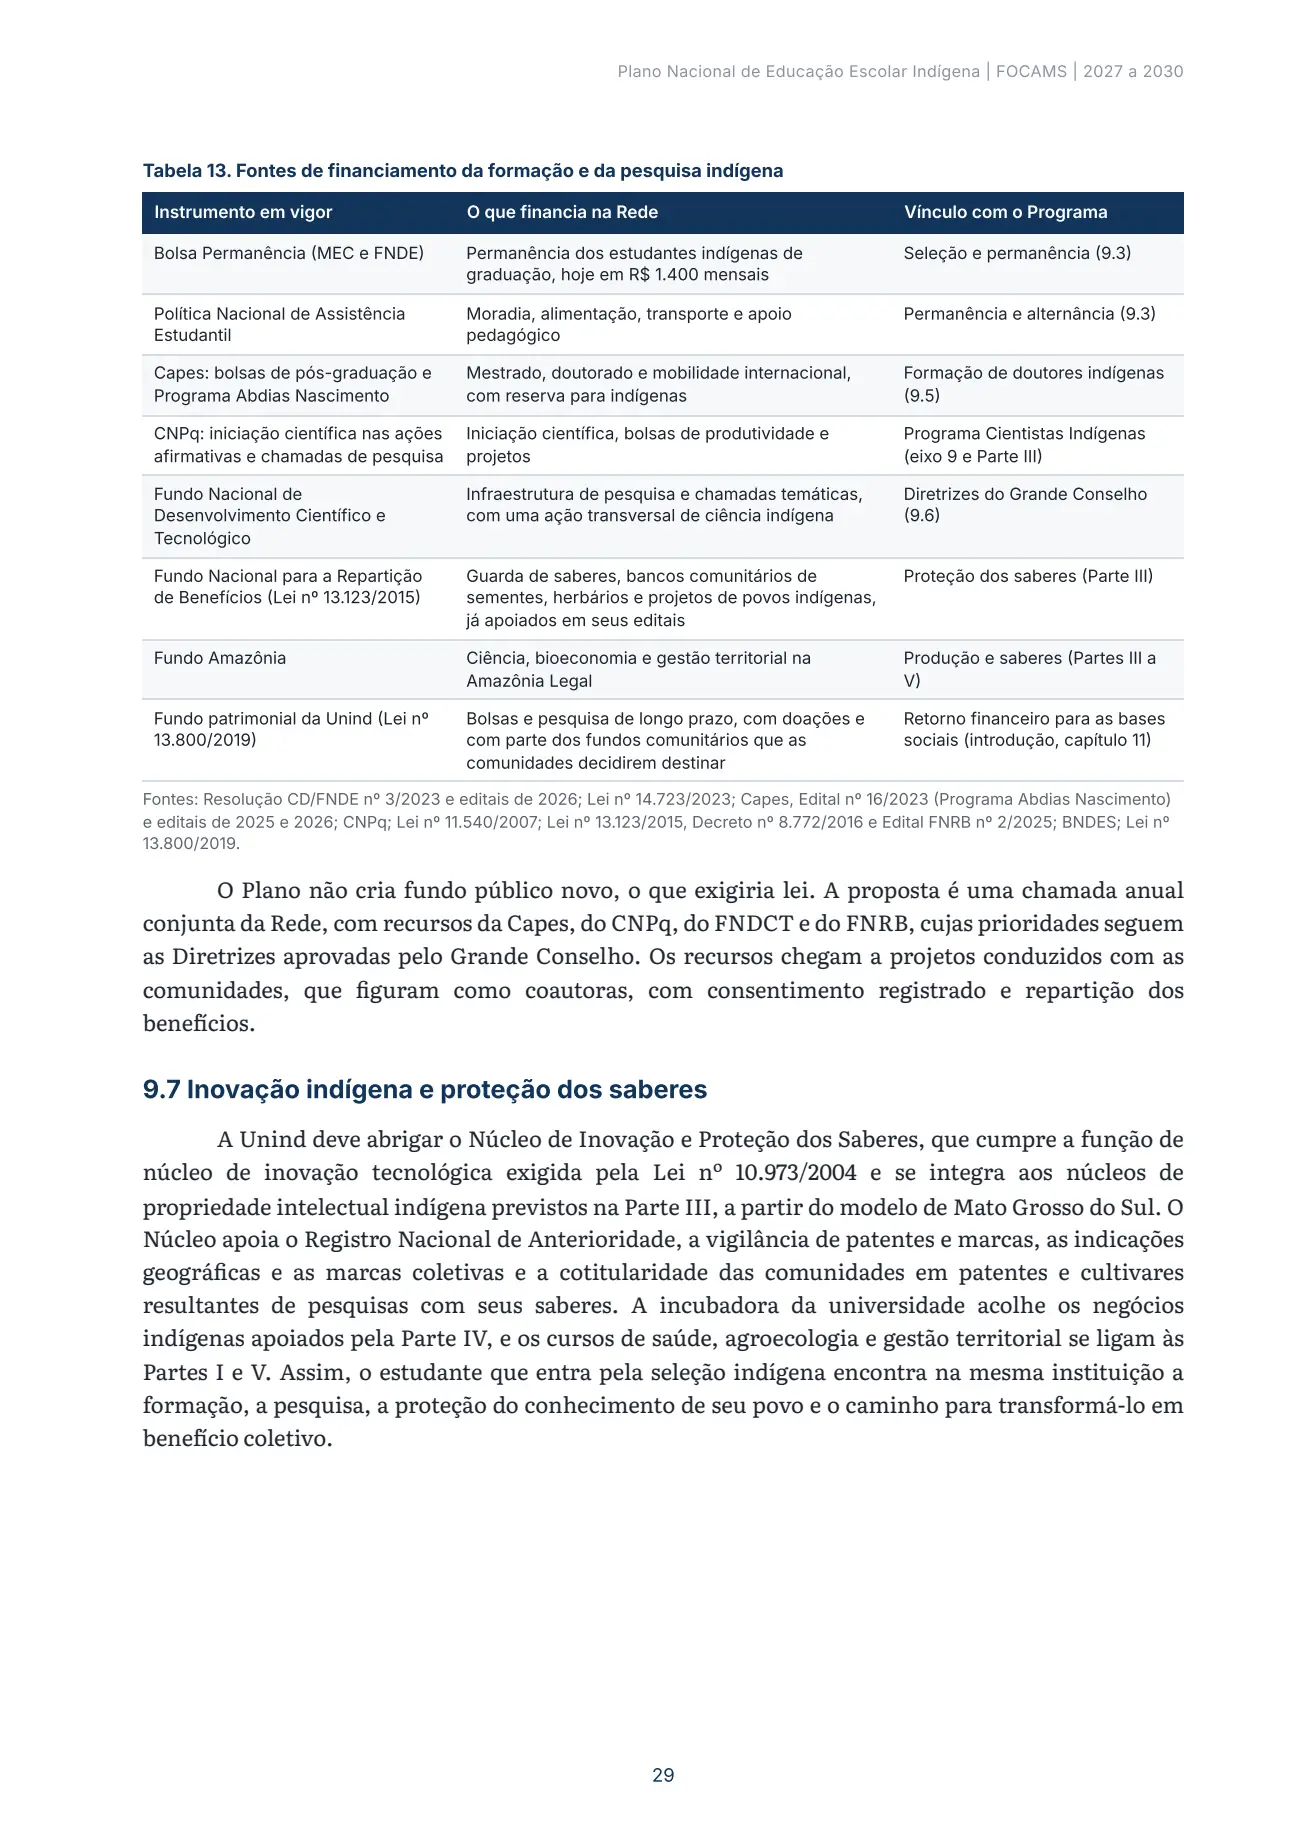 Plano Nacional de Educação Escolar Indígena | FOCAMS | 2027 a 2030
Tabela 13. Fontes de financiamento da formação e da pesquisa indígena
Instrumento em vigor O que financia na Rede Vínculo com o Programa
Bolsa Permanência (MEC e FNDE) Permanência dos estudantes indígenas de Seleção e permanência (9.3)
graduação, hoje em R$ 1.400 mensais
Política Nacional de Assistência Moradia, alimentação, transporte e apoio Permanência e alternância (9.3)
Estudantil pedagógico
Capes: bolsas de pós-graduação e Mestrado, doutorado e mobilidade internacional, Formação de doutores indígenas
Programa Abdias Nascimento com reserva para indígenas (9.5)
CNPq: iniciação científica nas ações Iniciação científica, bolsas de produtividade e Programa Cientistas Indígenas
afirmativas e chamadas de pesquisa projetos (eixo 9 e Parte III)
Fundo Nacional de Infraestrutura de pesquisa e chamadas temáticas, Diretrizes do Grande Conselho
Desenvolvimento Científico e com uma ação transversal de ciência indígena (9.6)
Tecnológico
Fundo Nacional para a Repartição Guarda de saberes, bancos comunitários de Proteção dos saberes (Parte III)
de Benefícios (Lei nº 13.123/2015) sementes, herbários e projetos de povos indígenas,
já apoiados em seus editais
Fundo Amazônia Ciência, bioeconomia e gestão territorial na Produção e saberes (Partes III a
Amazônia Legal V)
Fundo patrimonial da Unind (Lei nº Bolsas e pesquisa de longo prazo, com doações e Retorno financeiro para as bases
13.800/2019) com parte dos fundos comunitários que as sociais (introdução, capítulo 11)
comunidades decidirem destinar
Fontes: Resolução CD/FNDE nº 3/2023 e editais de 2026; Lei nº 14.723/2023; Capes, Edital nº 16/2023 (Programa Abdias Nascimento)
e editais de 2025 e 2026; CNPq; Lei nº 11.540/2007; Lei nº 13.123/2015, Decreto nº 8.772/2016 e Edital FNRB nº 2/2025; BNDES; Lei nº
13.800/2019.
O Plano não cria fundo público novo, o que exigiria lei. A proposta é uma chamada anual
conjunta da Rede, com recursos da Capes, do CNPq, do FNDCT e do FNRB, cujas prioridades seguem
as Diretrizes aprovadas pelo Grande Conselho. Os recursos chegam a projetos conduzidos com as
comunidades, que figuram como coautoras, com consentimento registrado e repartição dos
benefícios.
9.7 Inovação indígena e proteção dos saberes
A Unind deve abrigar o Núcleo de Inovação e Proteção dos Saberes, que cumpre a função de
núcleo de inovação tecnológica exigida pela Lei nº 10.973/2004 e se integra aos núcleos de
propriedade intelectual indígena previstos na Parte III, a partir do modelo de Mato Grosso do Sul. O
Núcleo apoia o Registro Nacional de Anterioridade, a vigilância de patentes e marcas, as indicações
geográficas e as marcas coletivas e a cotitularidade das comunidades em patentes e cultivares
resultantes de pesquisas com seus saberes. A incubadora da universidade acolhe os negócios
indígenas apoiados pela Parte IV, e os cursos de saúde, agroecologia e gestão territorial se ligam às
Partes I e V. Assim, o estudante que entra pela seleção indígena encontra na mesma instituição a
formação, a pesquisa, a proteção do conhecimento de seu povo e o caminho para transformá-lo em
benefício coletivo.
29